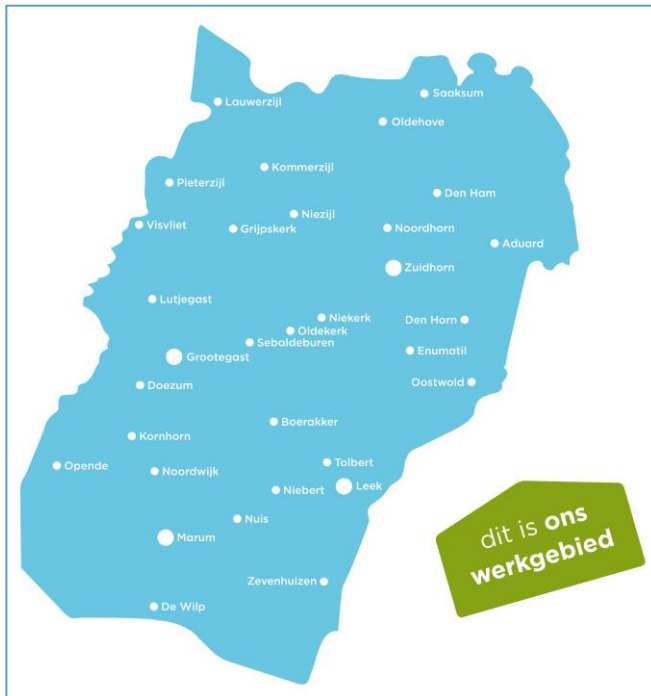 Saaksum
Lauwerzijl
Oldehove
Kommerzijl
Pieterzijl
Den Ham
Niezijl
Visvliet
Grijpskerk
Noordhorn
Aduard
Zuidhorn
Lutjegast
Niekerk
Den Horn
Oldekerk
Sebaldeburen
Enumatil
Grootegast
Doezum
Oostwold
Boerakker
Kornhorn
Tolbert
Opende
Noordwijk
Leek
Niebert
Nuis
Marum
Zevenhuizen
De Wilp
dit is ons
werkgebied